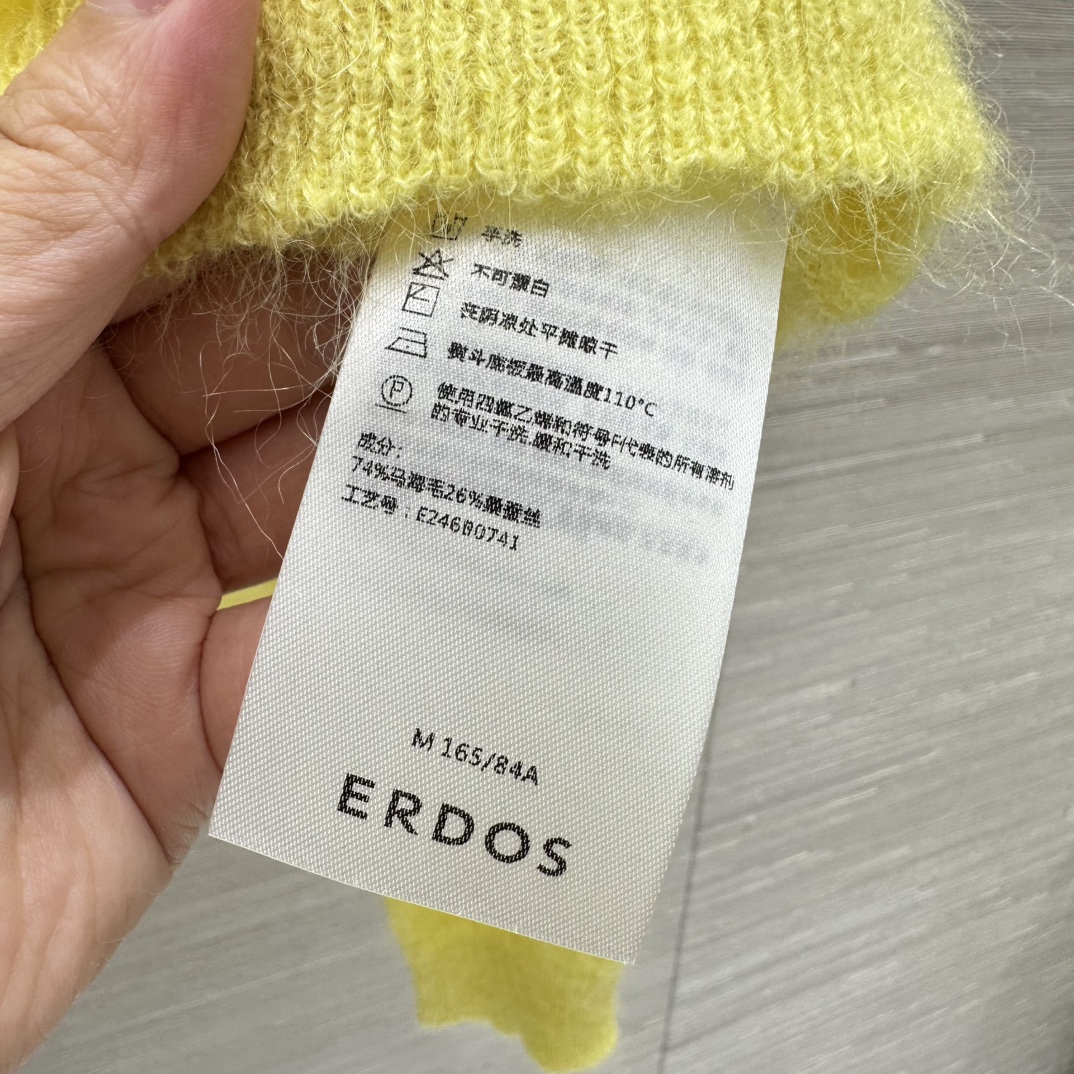 手洗
不可漂白
在阴凉处平摊晾干
熨斗底板最高温度110°C
P
使用四氯乙烯和符号F代表的所有溶剂
的专业干洗,缓和干洗
成分:
74%马海毛26%桑蚕丝
工艺号:E246B0741
M 165/84A
ERDOS